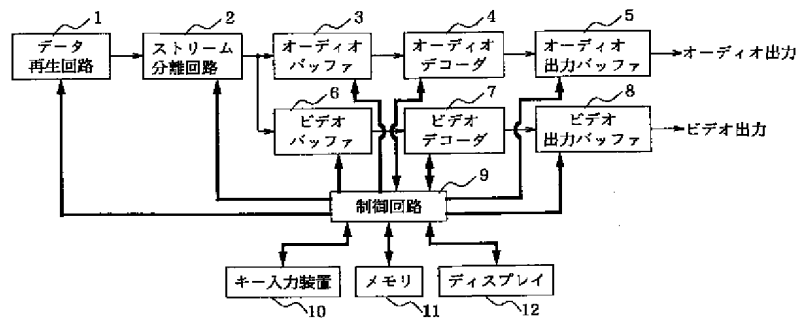 1
2
3
4
5
データ
再生回路
ストリーム
分離回路
オーディオ
バッファ
オーディオ
デコーダ
オーディオ
出力バッファ
オーディオ出力
6
7
8
ビデオ
バッファ
ビデオ
デコーダ
ビデオ
出力バッファ
ビデオ出力
9
制御回路
キー入力装置
メモリ
ディスプレイ
10
11
12